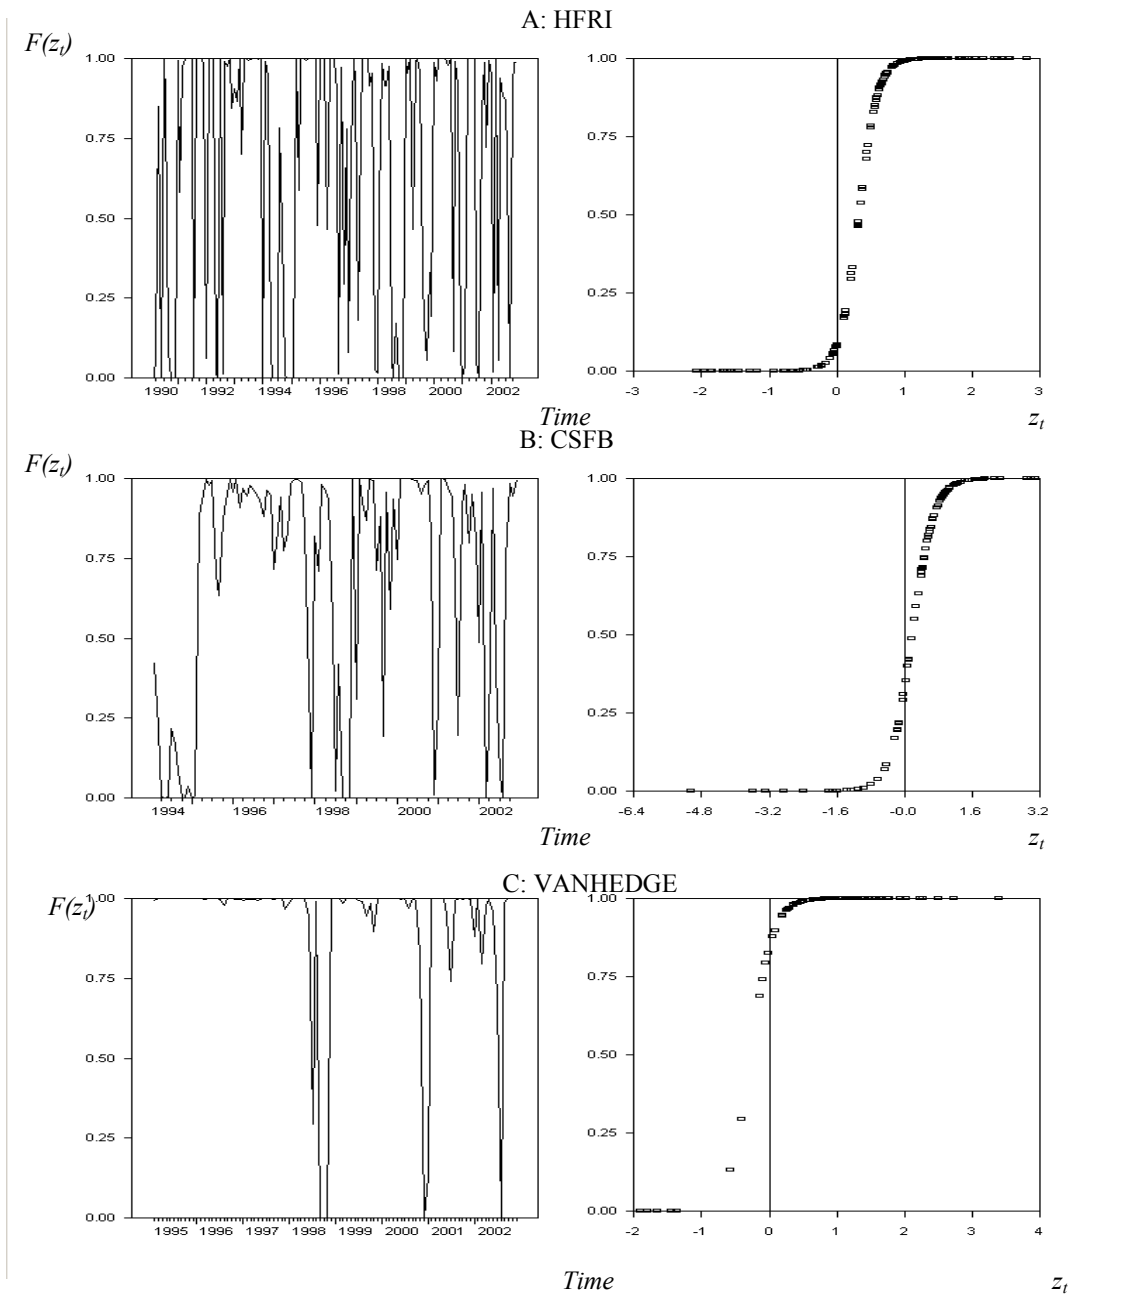 A: HFRI
F(zt)
1.00 1.00
0.75 0.75
0.50 0.50
0.25 0.25
0.00 0.00
1990 1992 1994 1996 1998 2000 2002 -3 -2 -1 0 1 2 3
Time zt
B: CSFB
F(zt)
1.00 1.00
0.75 0.75
0.50 0.50
0.25 0.25
0.00 0.00
1994 1996 1998 2000 2002 -6.4 -4.8 -3.2 -1.6 -0.0 1.6 3.2
Time zt
C: VANHEDGE
F(zt)
1.00 1.00
0.75 0.75
0.50 0.50
0.25 0.25
0.00 0.00
1995 1996 1997 1998 1999 2000 2001 2002 -2 -1 0 1 2 3 4
Time zt